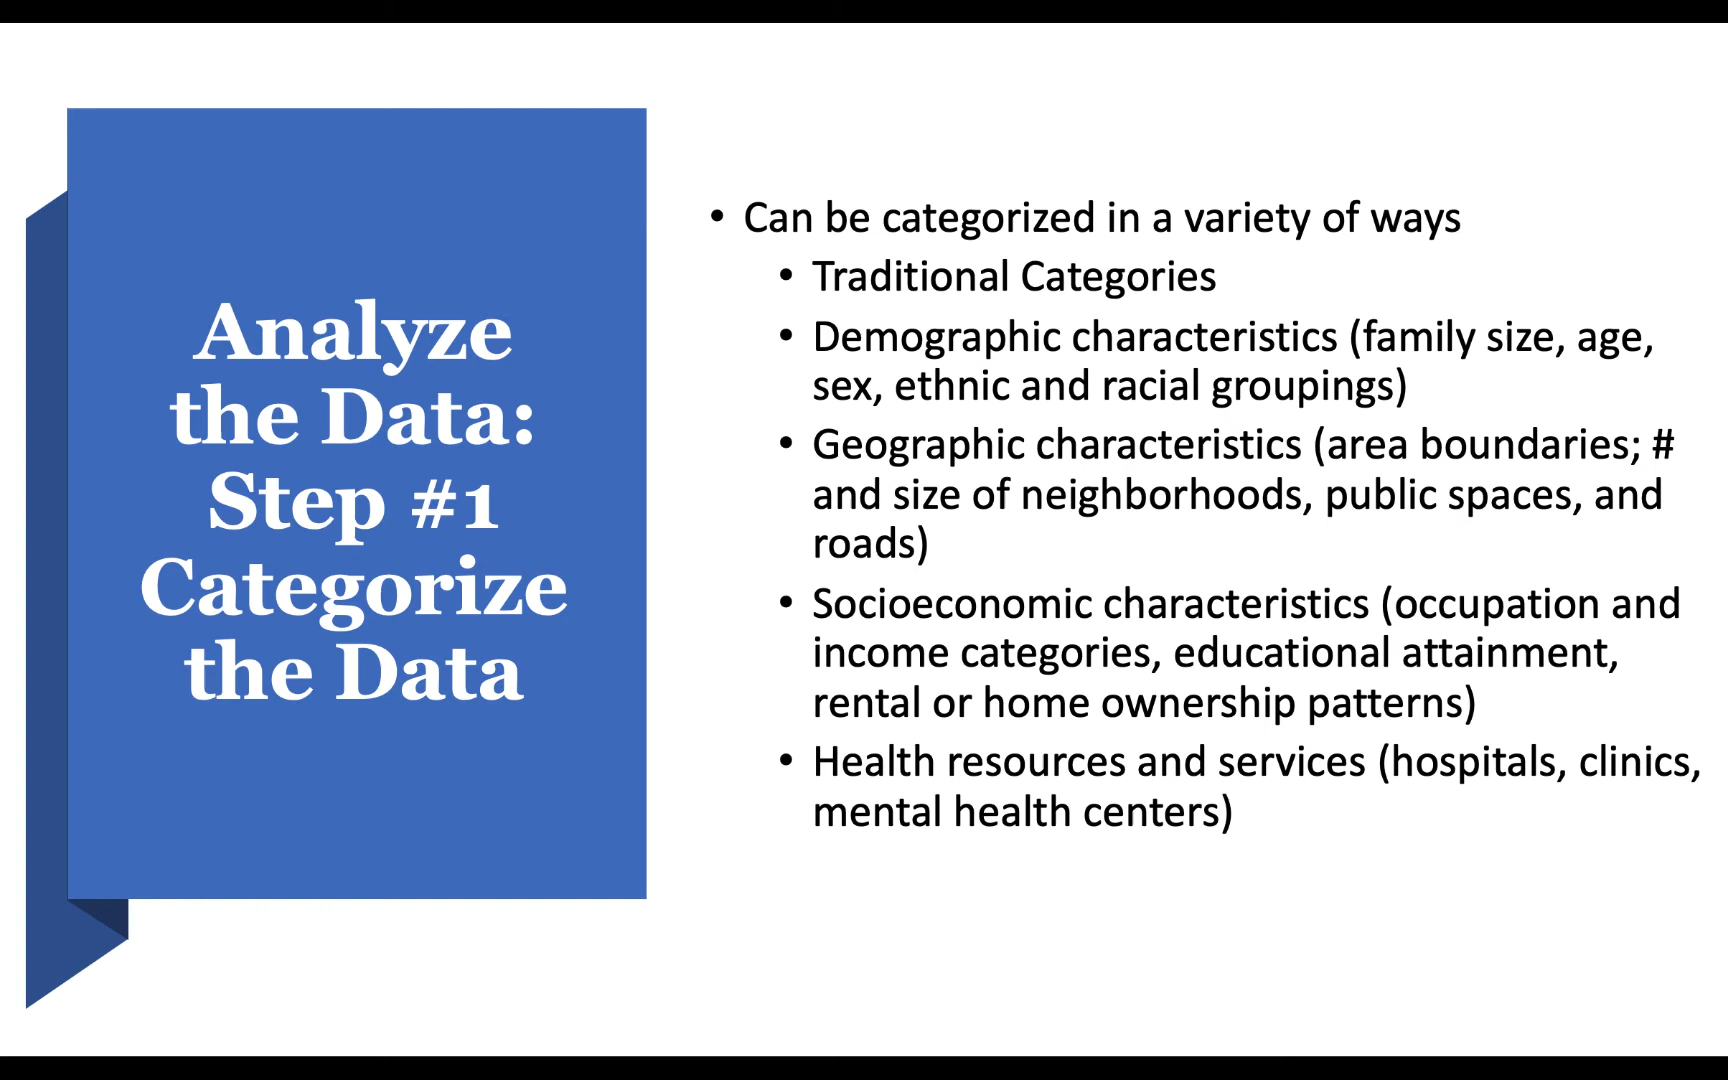 Analyze
the Data:
Step #1
Categorize
the Data
• Can be categorized in a variety of ways
• Traditional Categories
• Demographic characteristics (family size, age,
sex, ethnic and racial groupings)
• Geographic characteristics (area boundaries; #
and size of neighborhoods, public spaces, and
roads)
• Socioeconomic characteristics (occupation and
income categories, educational attainment,
rental or home ownership patterns)
• Health resources and services (hospitals, clinics,
mental health centers)